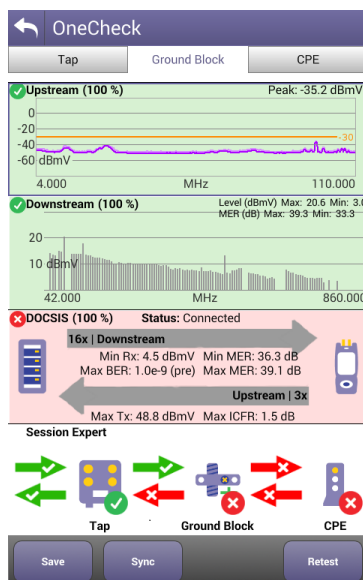 OneCheck
Tap Ground Block CPE
Upstream (100 %) Peak: -35.2 dBmV
0
-20
-30
-40
-60 dBmV
4.000 MHz 110.000
Downstream (100 %) Level (dBmV) Max: 20.6 Min: 3.0
MER (dB) Max: 39.3 Min: 33.3
20
10 dBmV
42.000 MHz 860.000
DOCSIS (100 %) Status: Connected
16x | Downstream
Min Rx: 4.5 dBmV Min MER: 36.3 dB
Max BER: 1.0e-9 (pre) Max MER: 39.1 dB
Upstream | 3x
Max Tx: 48.8 dBmV Max ICFR: 1.5 dB
Session Expert
Tap Ground Block CPE
Save Sync Retest